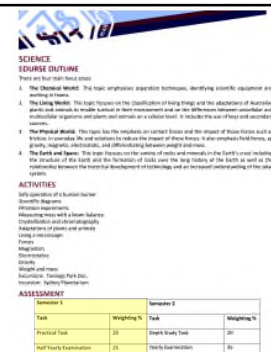 SCIENCE
COURSE OUTLINE
There are four main focus areas
1. The Chemical World: This topic emphasises separation techniques, identifying scientific equipment and
working in teams.
2. The Living World: This topic focuses on the classification of living things and the adaptations of Australian
plants and animals to enable survival in their environment and on the differences between unicellular and
multicellular organisms and plants and animals on a cellular level. It includes the use of keys and secondary
sources.
3. The Physical World: This topic has the emphasis on contact forces and the impact of those forces such as
friction in everyday life and solutions to reduce the impact of these forces. It also emphasis field forces, as
gravity, magnetic, electrostatic, and differentiating between weight and mass.
4. The Earth and Space: This topic focuses on the variety of rocks and minerals in the Earth's crust including
the structure of the Earth and the formation of rocks over the long history of the Earth as well as the
relationship between the historical development of technology and an increased understanding of the solar
system.
ACTIVITIES
Safe operation of a bunsen burner
Scientific diagrams
Filtration experiments
Measuring mass with a beam balance
Crystallisation and chromatography
Adaptations of plants and animals
Using a microscope
Forces
Magnetism
Electrostatics
Gravity
Weight and mass
Excursion: Taronga Park Zoo
Incursion: Sydney Planetarium
ASSESSMENT
Semester 1 Semester 2
Task Weighting % Task Weighting %
Practical Task 20 Depth Study Task 20
Half Yearly Examination 25 Yearly Examination 35